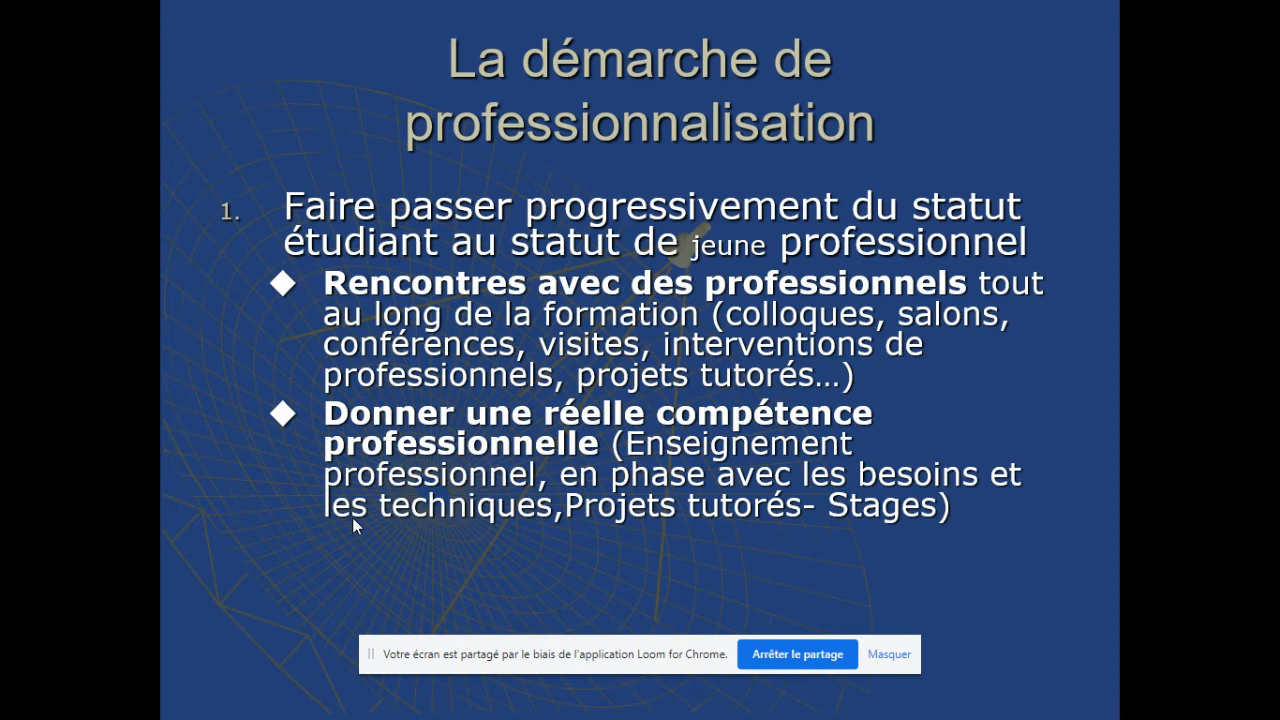 La démarche de
professionnalisation
1. Faire passer progressivement du statut
étudiant au statut de jeune professionnel
◆ Rencontres avec des professionnels tout
au long de la formation (colloques, salons,
conférences, visites, interventions de
professionnels, projets tutorés…)
◆ Donner une réelle compétence
professionnelle (Enseignement
professionnel, en phase avec les besoins et
les techniques,Projets tutorés- Stages)
Votre écran est partagé par le biais de l'application Loom for Chrome. Arrêter le partage Masquer